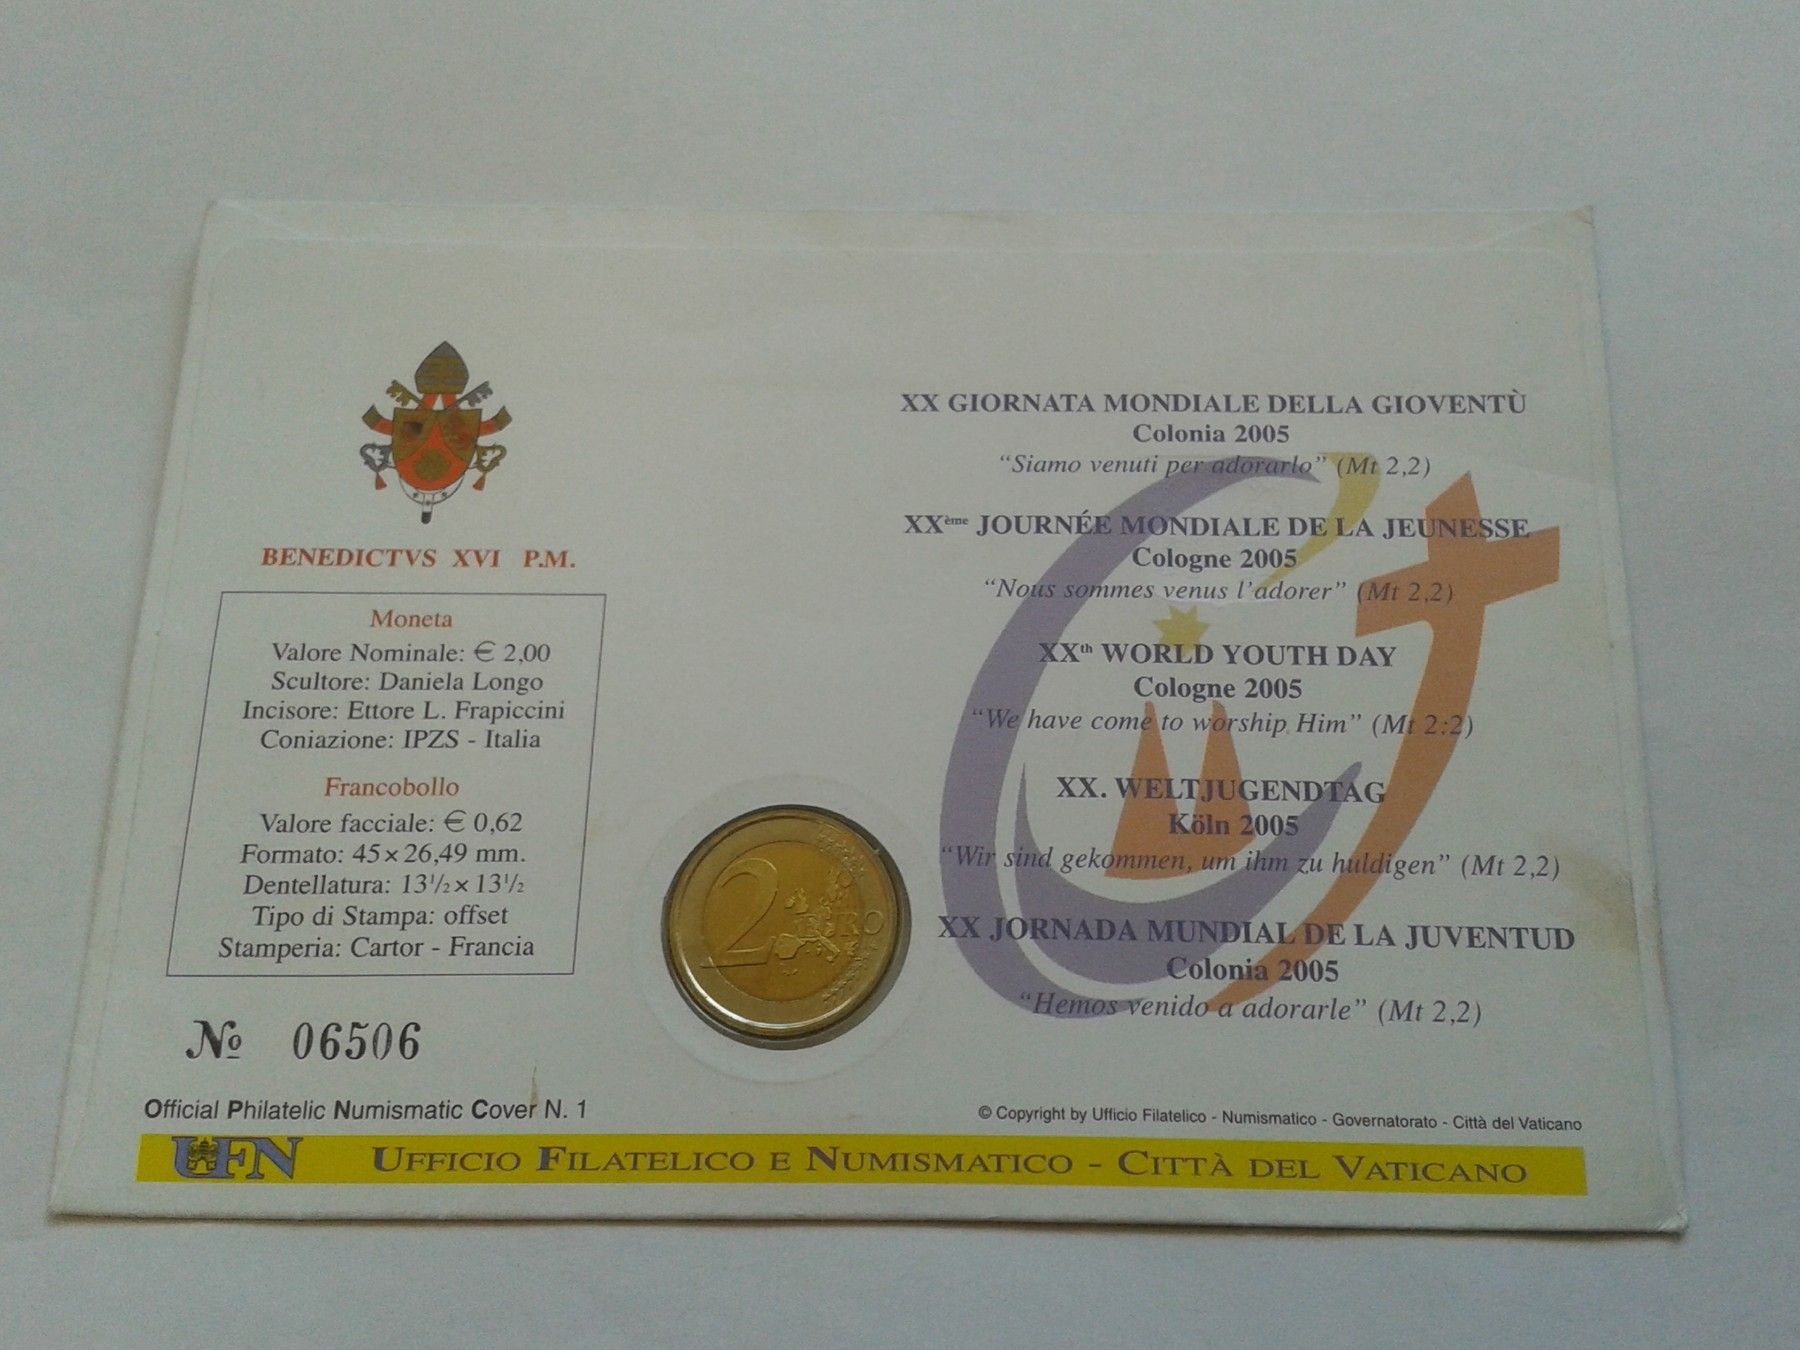 BENEDICTVS XVI P.M.
Moneta
Valore Nominale: € 2,00
Scultore: Daniela Longo
Incisore: Ettore L. Frapiccini
Coniazione: IPZS - Italia
Francobollo
Valore facciale: € 0,62
Formato: 45 × 26,49 mm.
Dentellatura: 13½ × 13½
Tipo di Stampa: offset
Stamperia: Cartor - Francia
№ 06506
2 EURO
XX GIORNATA MONDIALE DELLA GIOVENTÙ
Colonia 2005
“Siamo venuti per adorarlo” (Mt 2,2)
XXème JOURNÉE MONDIALE DE LA JEUNESSE
Cologne 2005
“Nous sommes venus l’adorer” (Mt 2,2)
XXth WORLD YOUTH DAY
Cologne 2005
“We have come to worship Him” (Mt 2:2)
XX. WELTJUGENDTAG
Köln 2005
“Wir sind gekommen, um ihm zu huldigen” (Mt 2,2)
XX JORNADA MUNDIAL DE LA JUVENTUD
Colonia 2005
“Hemos venido a adorarle” (Mt 2,2)
Official Philatelic Numismatic Cover N. 1
© Copyright by Ufficio Filatelico - Numismatico - Governatorato - Città del Vaticano
UFN UFFICIO FILATELICO E NUMISMATICO - CITTÀ DEL VATICANO